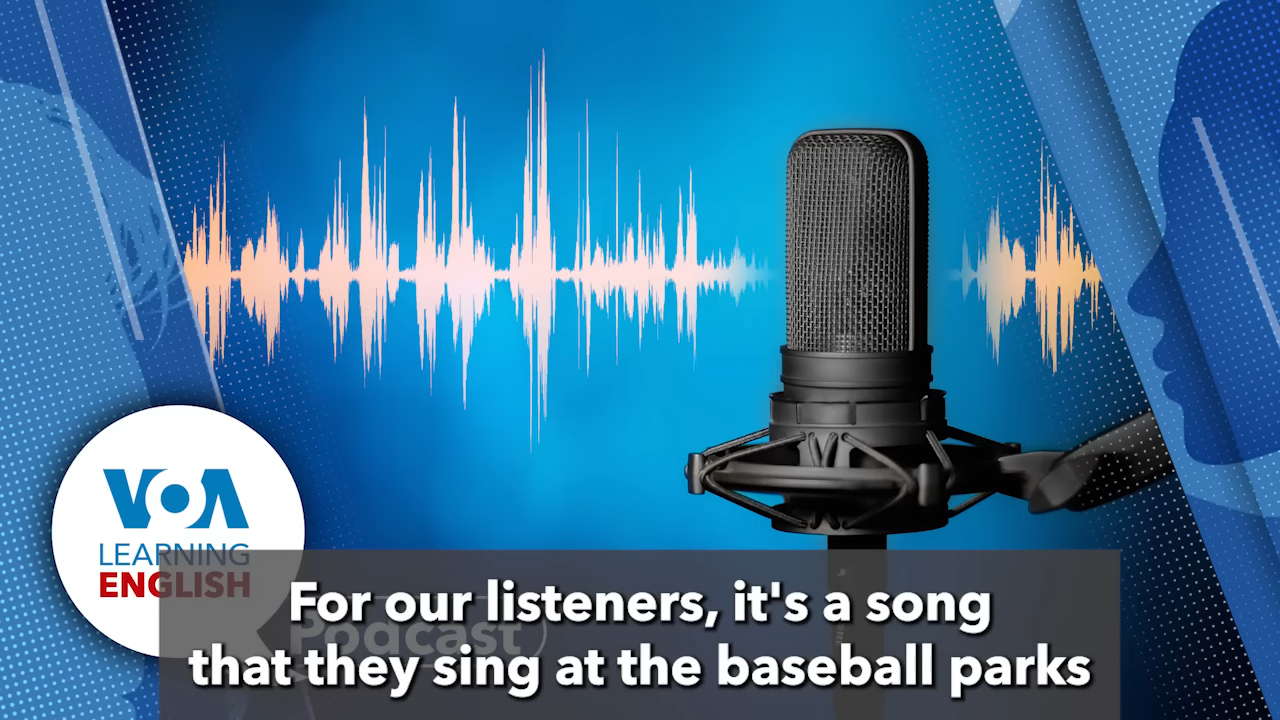 VOA
LEARNING
ENGLISH
Podcast
For our listeners, it's a song
that they sing at the baseball parks